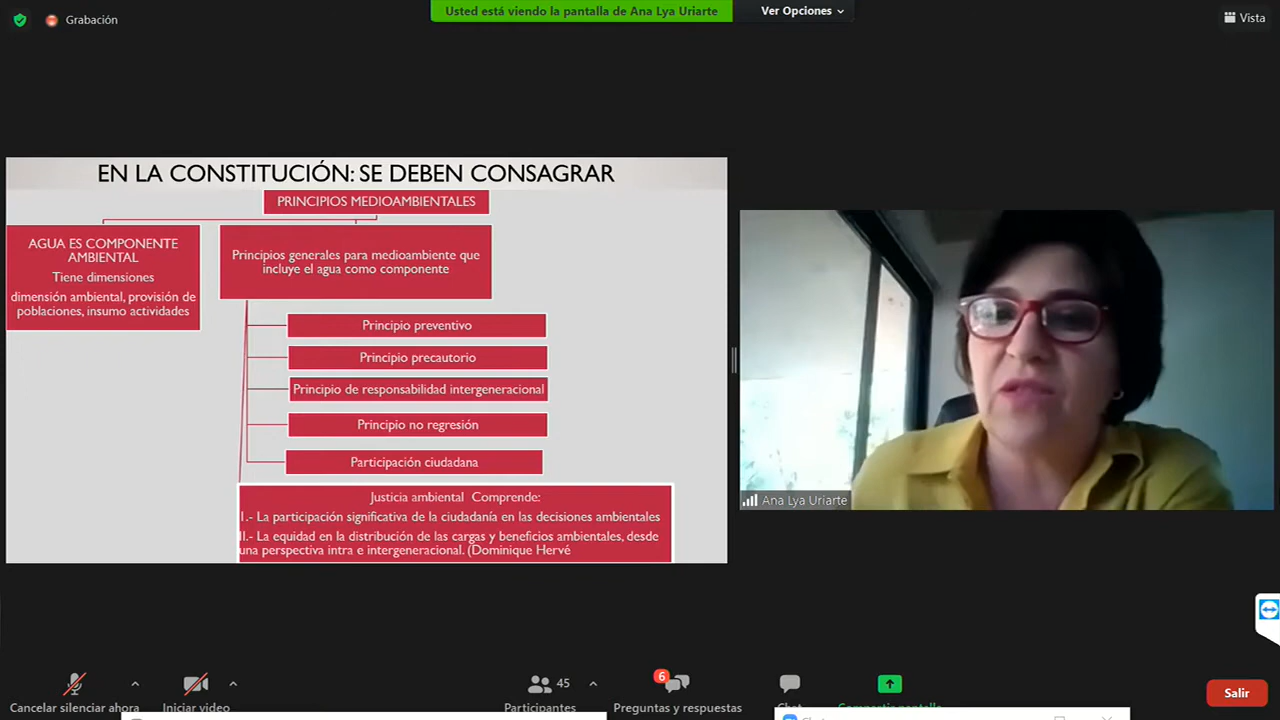 Grabación
Usted está viendo la pantalla de Ana Lya Uriarte
Ver Opciones
Vista
EN LA CONSTITUCIÓN: SE DEBEN CONSAGRAR
PRINCIPIOS MEDIOAMBIENTALES
AGUA ES COMPONENTE
AMBIENTAL
Tiene dimensiones
dimensión ambiental, provisión de
poblaciones, insumo actividades
Principios generales para medioambiente que
incluye el agua como componente
Principio preventivo
Principio precautorio
Principio de responsabilidad intergeneracional
Principio no regresión
Participación ciudadana
Justicia ambiental Comprende:
I.- La participación significativa de la ciudadanía en las decisiones ambientales
II.- La equidad en la distribución de las cargas y beneficios ambientales, desde
una perspectiva intra e intergeneracional. (Dominique Hervé
Ana Lya Uriarte
Cancelar silenciar ahora
Iniciar video
45
Participantes
6
Preguntas y respuestas
Chat
Compartir pantalla
Salir